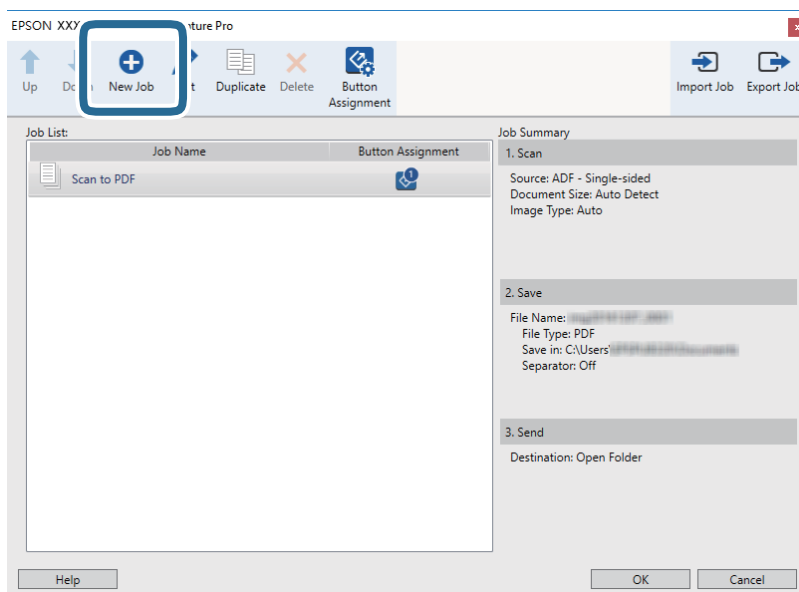 EPSON XXX ture Pro
Up
New Job
Duplicate
Delete
Button
Assignment
Import Job
Export Job
Job List:
Job Name
Button Assignment
Scan to PDF
1
Job Summary
1. Scan
Source: ADF - Single-sided
Document Size: Auto Detect
Image Type: Auto
2. Save
File Name:
File Type: PDF
Save in: C:\Users\
Separator: Off
3. Send
Destination: Open Folder
Help
OK
Cancel